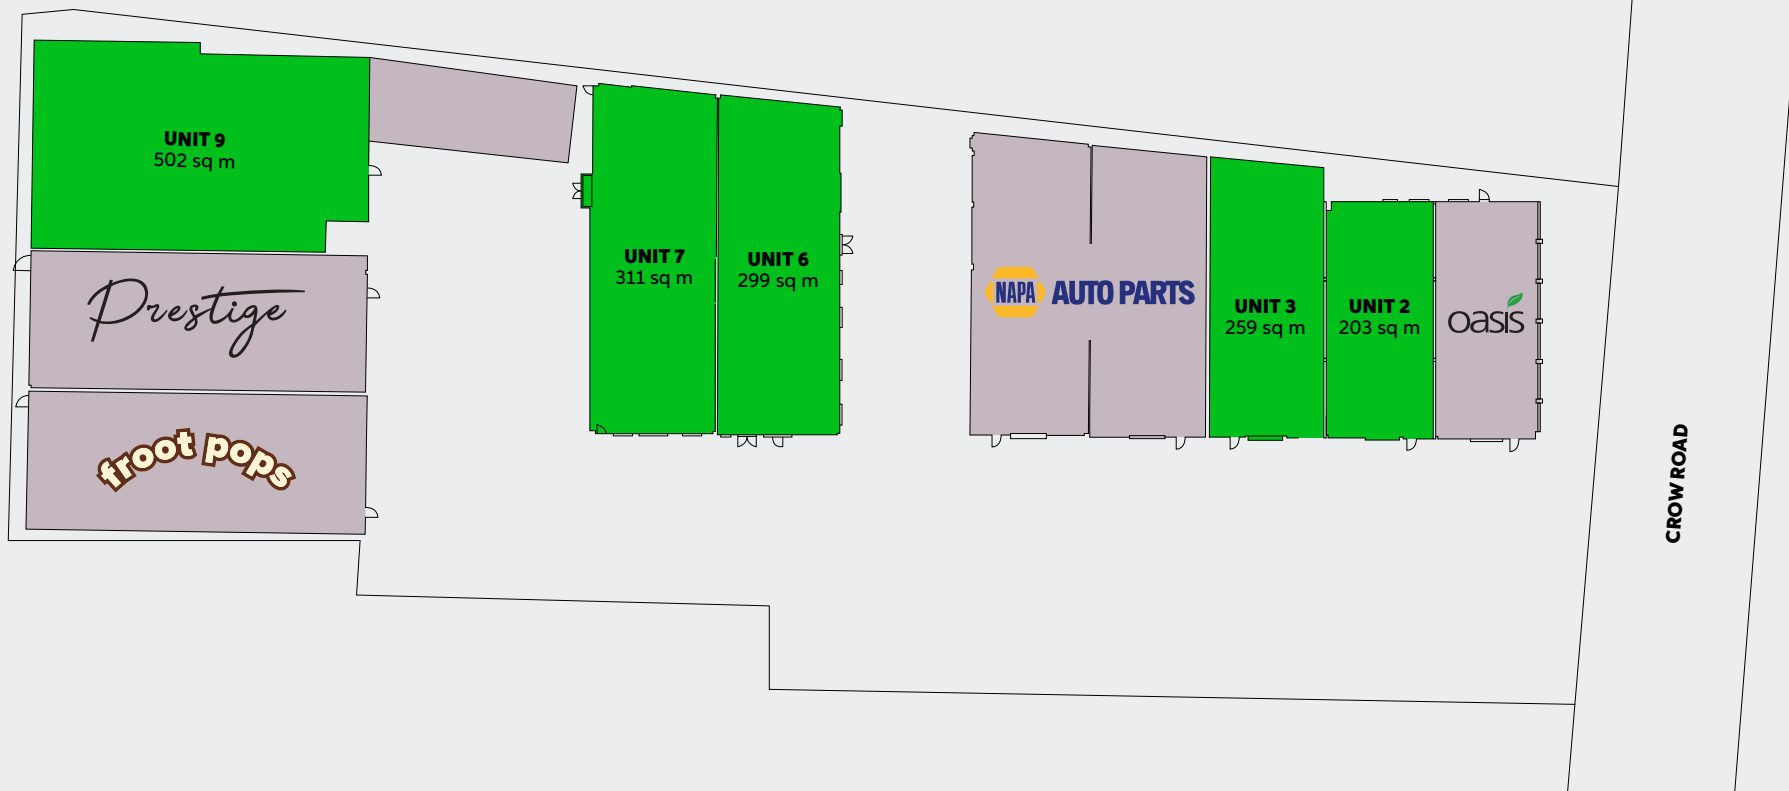 UNIT 9
502 sq m
Prestige
froot pops
UNIT 7
311 sq m
UNIT 6
299 sq m
NAPA AUTO PARTS
UNIT 3
259 sq m
UNIT 2
203 sq m
oasis
CROW ROAD